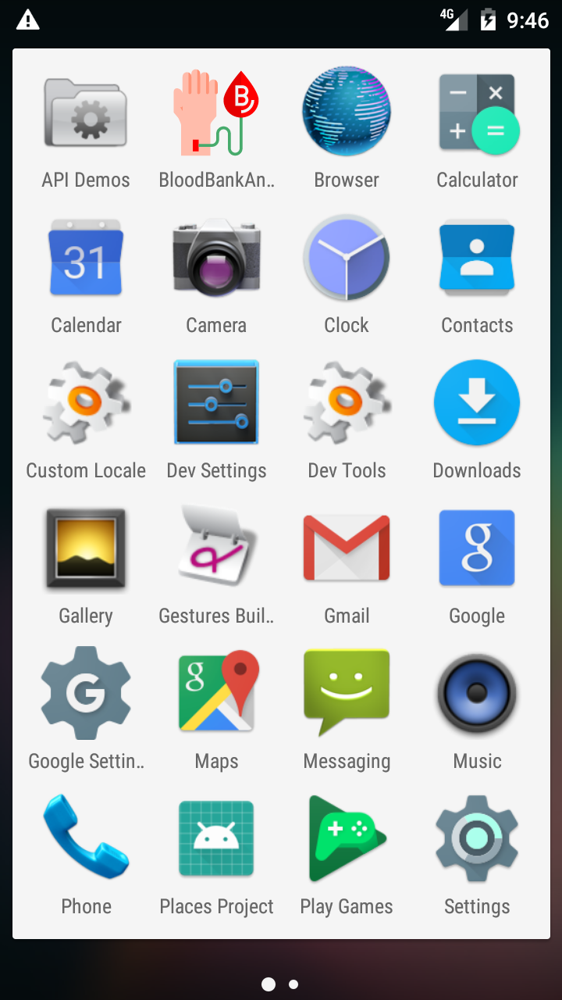 4G 9:46
B
API Demos BloodBankAn.. Browser Calculator
31
Calendar Camera Clock Contacts
Custom Locale Dev Settings Dev Tools Downloads
g
Gallery Gestures Buil.. Gmail Google
G g
Google Settin.. Maps Messaging Music
Phone Places Project Play Games Settings